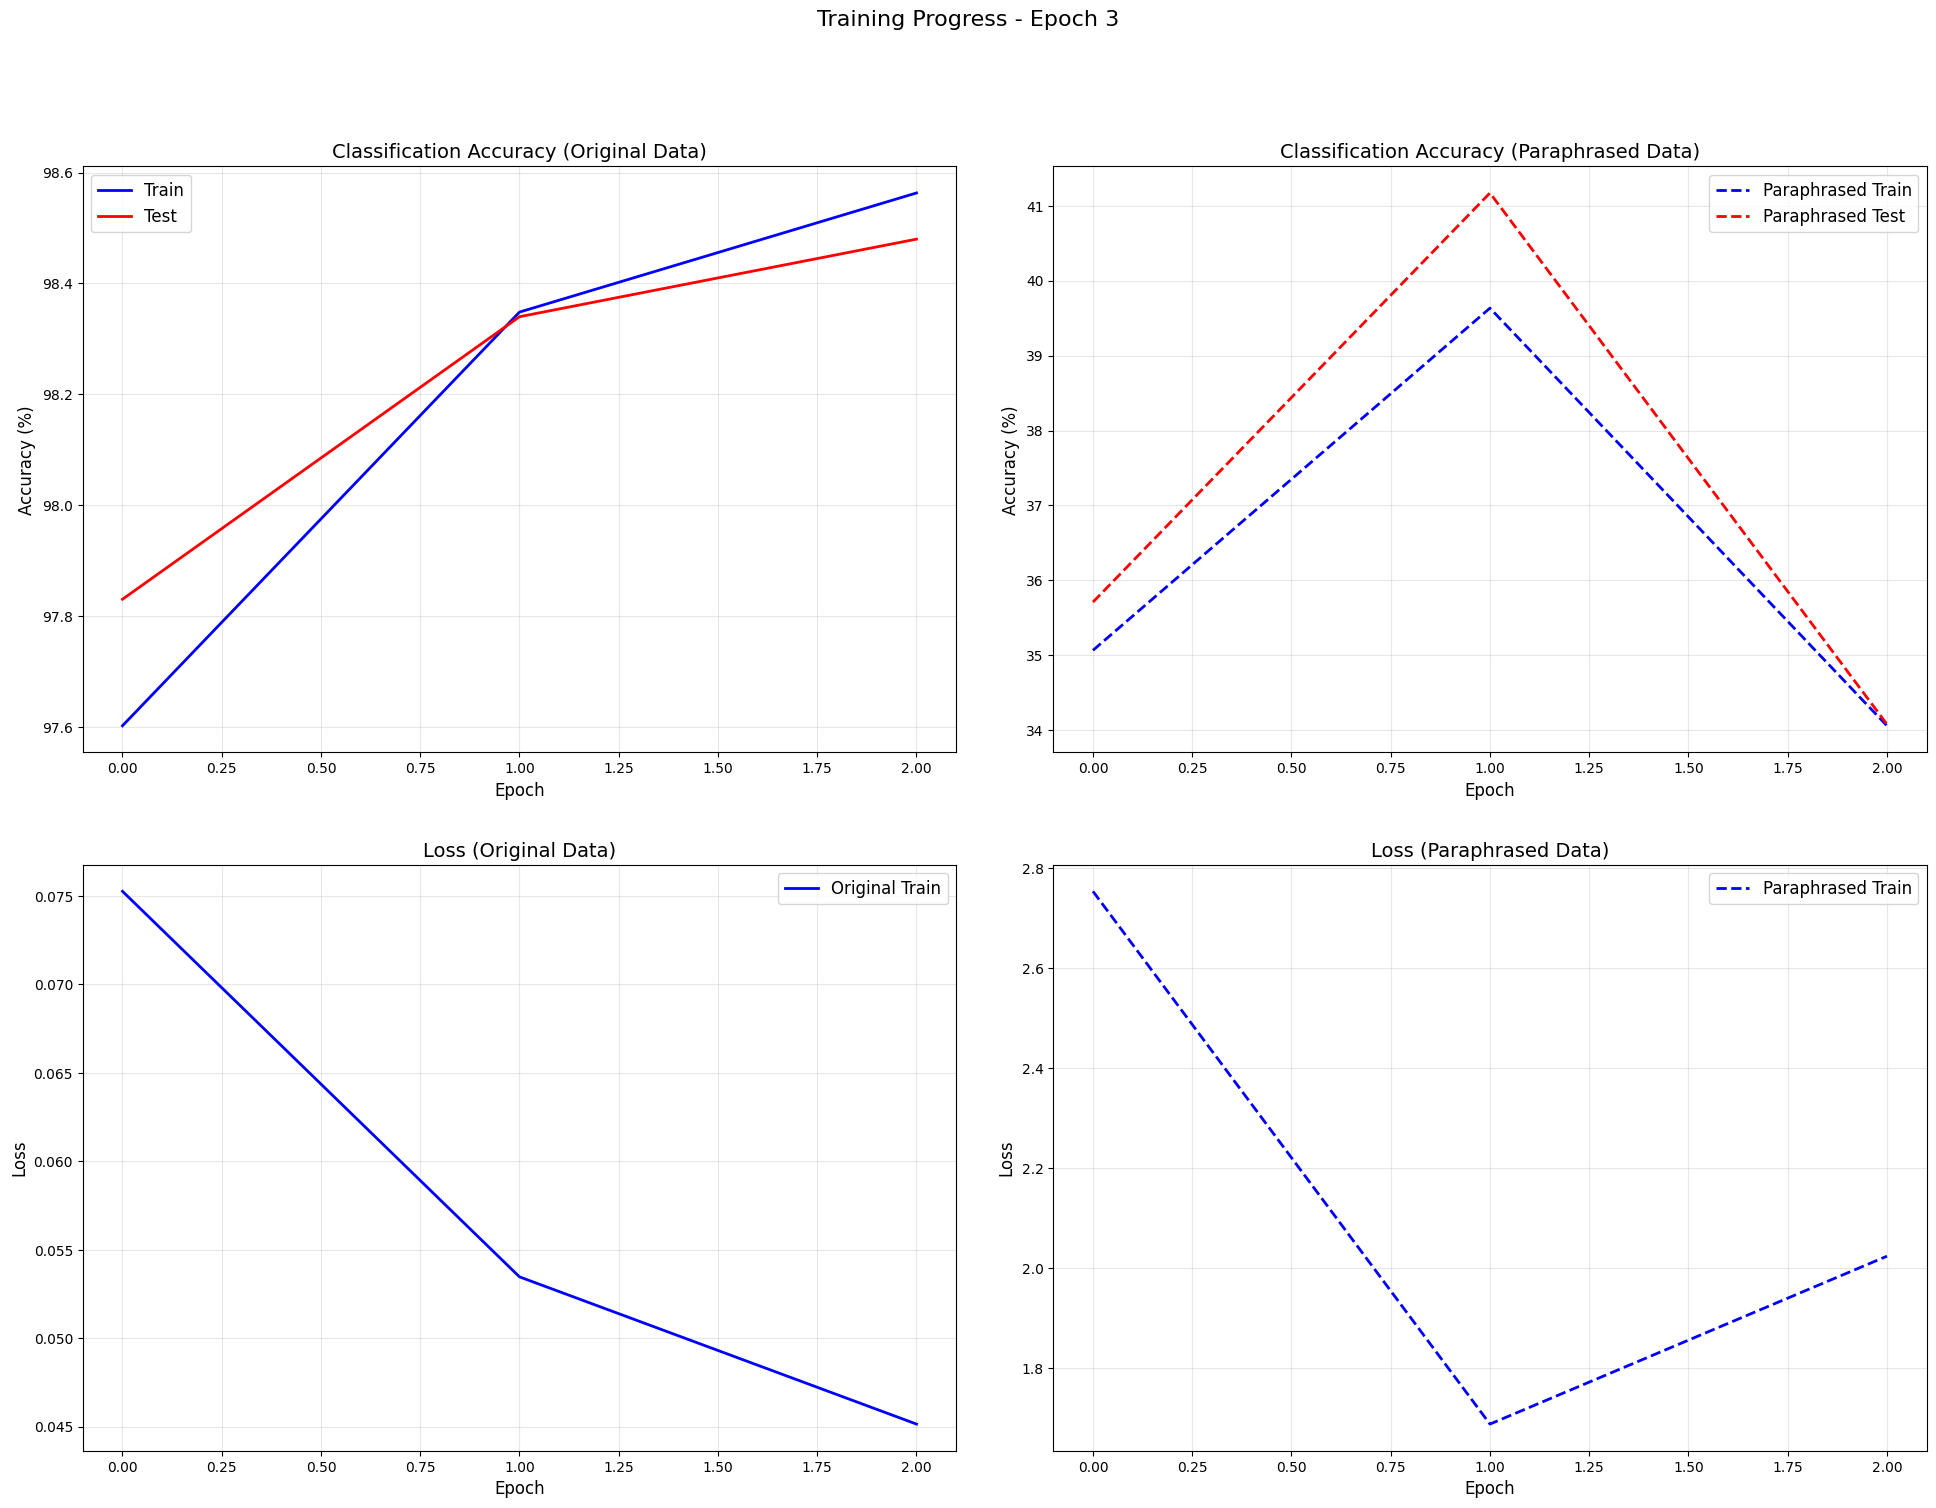 Training Progress - Epoch 3
Classification Accuracy (Original Data)
98.6
98.4
98.2
98.0
97.8
97.6
Accuracy (%)
Train
Test
0.00 0.25 0.50 0.75 1.00 1.25 1.50 1.75 2.00
Epoch
Classification Accuracy (Paraphrased Data)
41
40
39
38
37
36
35
34
Accuracy (%)
Paraphrased Train
Paraphrased Test
0.00 0.25 0.50 0.75 1.00 1.25 1.50 1.75 2.00
Epoch
Loss (Original Data)
0.075
0.070
0.065
0.060
0.055
0.050
0.045
Loss
Original Train
0.00 0.25 0.50 0.75 1.00 1.25 1.50 1.75 2.00
Epoch
Loss (Paraphrased Data)
2.8
2.6
2.4
2.2
2.0
1.8
Loss
Paraphrased Train
0.00 0.25 0.50 0.75 1.00 1.25 1.50 1.75 2.00
Epoch